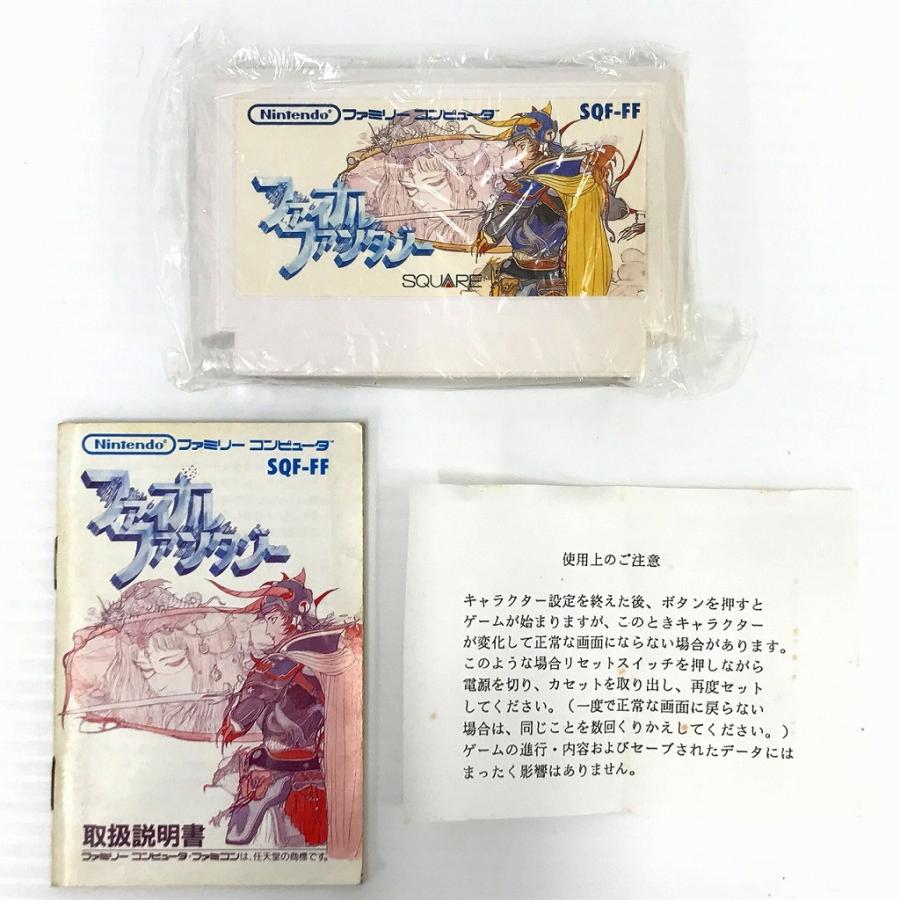 Nintendo® ファミリー コンピュータ™ SQF-FF
ファイナル
ファンタジー
SQUARE
Nintendo® ファミリー コンピュータ™
SQF-FF
ファイナル
ファンタジー
取扱説明書
ファミリー コンピュータ・ファミコンは、任天堂の商標です。
使用上のご注意
キャラクター設定を終えた後、ボタンを押すと
ゲームが始まりますが、このときキャラクター
が変化して正常な画面にならない場合があります。
このような場合リセットスイッチを押しながら
電源を切り、カセットを取り出し、再度セット
してください。(一度で正常な画面に戻らない
場合は、同じことを数回くりかえしてください。)
ゲームの進行・内容およびセーブされたデータには
まったく影響はありません。